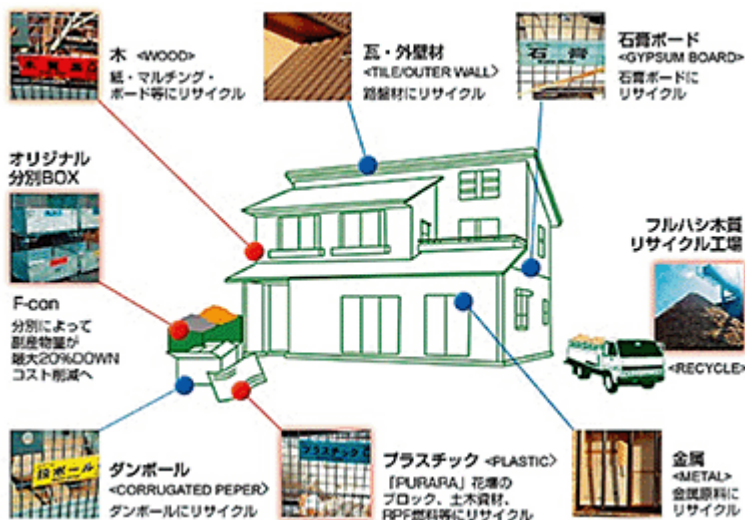 木 <WOOD>
紙・マルチング・
ボード等にリサイクル
瓦・外壁材
<TILE/OUTER WALL>
路盤材にリサイクル
石膏
石膏ボード
<GYPSUM BOARD>
石膏ボードに
リサイクル
オリジナル
分別BOX
F-con
分別によって
副産物量が
最大20%DOWN
コスト削減へ
フルハシ木質
リサイクル工場
<RECYCLE>
段ボール
ダンボール
<CORRUGATED PEPER>
ダンボールにリサイクル
プラスチック
プラスチック <PLASTIC>
「PURARA」花壇の
ブロック、土木資材、
RPF燃料等にリサイクル
金属
<METAL>
金属原料に
リサイクル